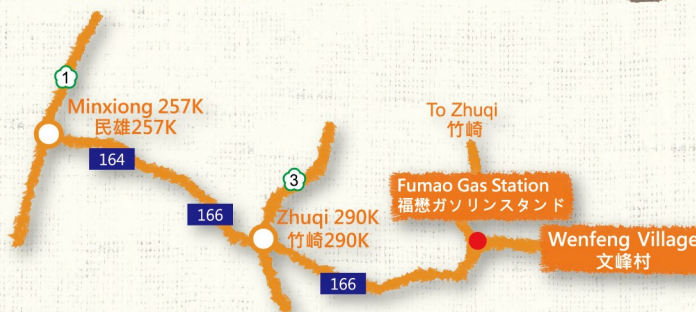 1
Minxiong 257K
民雄257K
164
To Zhuqi
竹崎
3
Fumao Gas Station
福懋ガソリンスタンド
166
Zhuqi 290K
竹崎290K
Wenfeng Village
文峰村
166